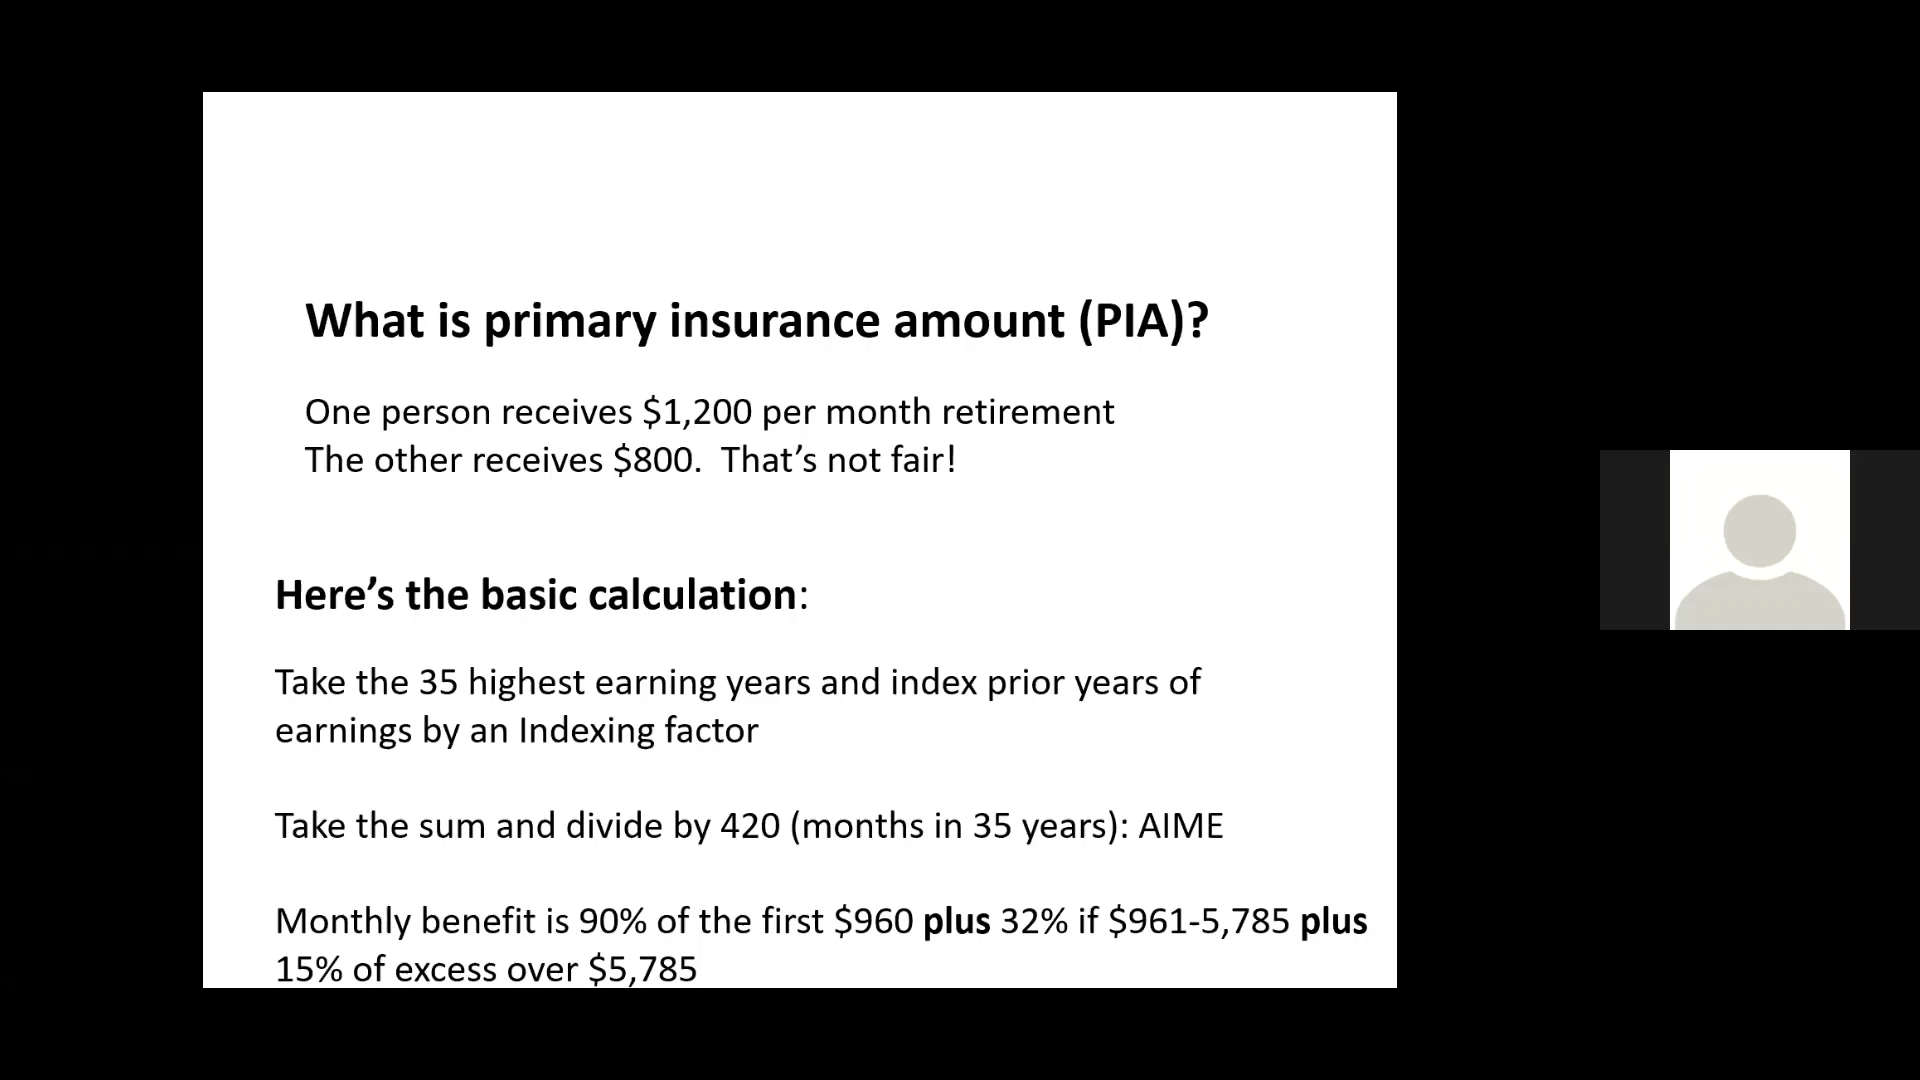 What is primary insurance amount (PIA)?
One person receives $1,200 per month retirement
The other receives $800.  That’s not fair!
Here’s the basic calculation:
Take the 35 highest earning years and index prior years of
earnings by an Indexing factor
Take the sum and divide by 420 (months in 35 years): AIME
Monthly benefit is 90% of the first $960 plus 32% if $961-5,785 plus
15% of excess over $5,785